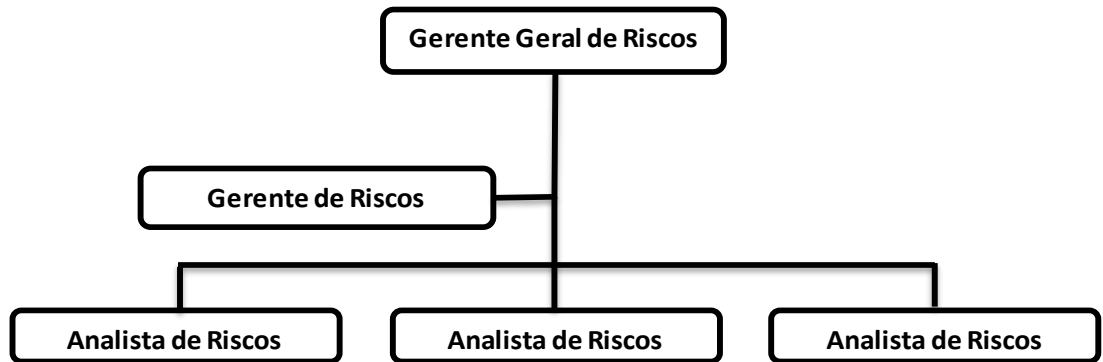 Gerente Geral de Riscos
Gerente de Riscos
Analista de Riscos
Analista de Riscos
Analista de Riscos